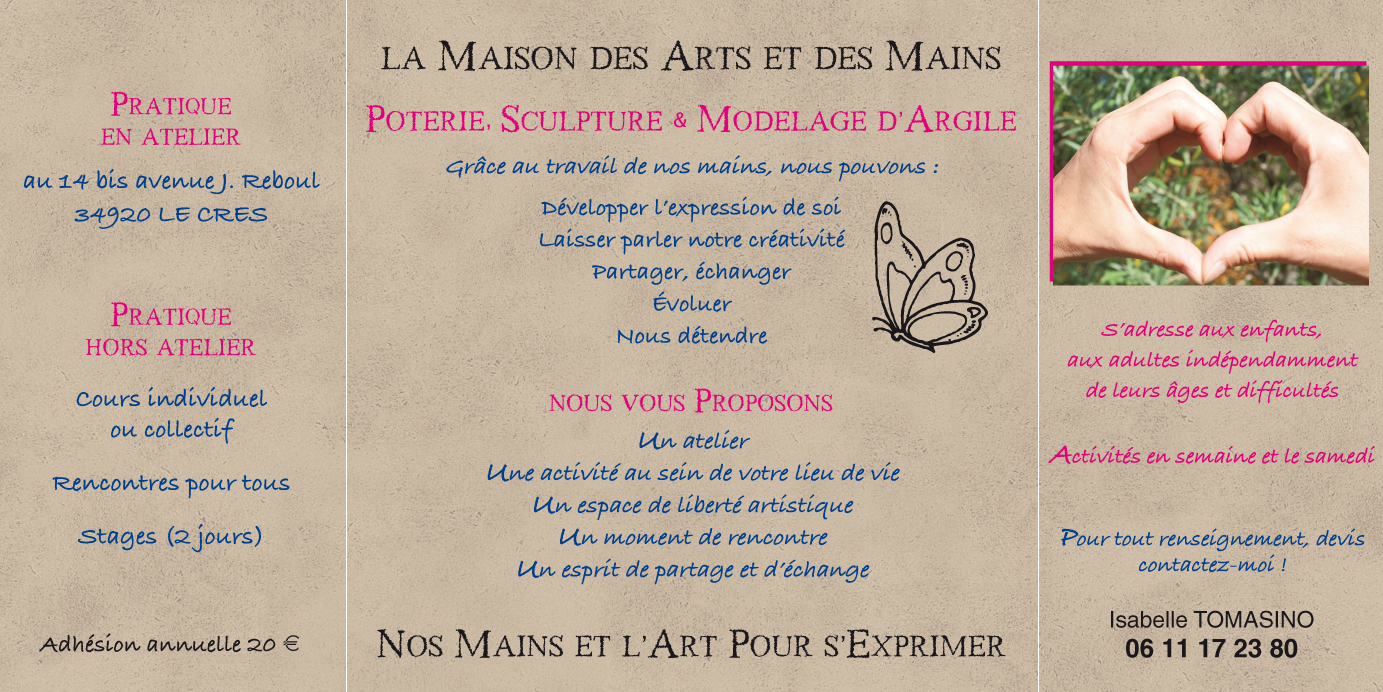 Pratique
en atelier
au 14 bis avenue J. Reboul
34920 LE CRES
Pratique
hors atelier
Cours individuel
ou collectif
Rencontres pour tous
Stages (2 jours)
Adhésion annuelle 20 €
la Maison des Arts et des Mains
Poterie, Sculpture & Modelage d'Argile
Grâce au travail de nos mains, nous pouvons :
Développer l'expression de soi
Laisser parler notre créativité
Partager, échanger
Évoluer
Nous détendre
nous vous Proposons
Un atelier
Une activité au sein de votre lieu de vie
Un espace de liberté artistique
Un moment de rencontre
Un esprit de partage et d'échange
Nos Mains et l'Art Pour s'Exprimer
S'adresse aux enfants,
aux adultes indépendamment
de leurs âges et difficultés
Activités en semaine et le samedi
Pour tout renseignement, devis
contactez-moi !
Isabelle TOMASINO
06 11 17 23 80